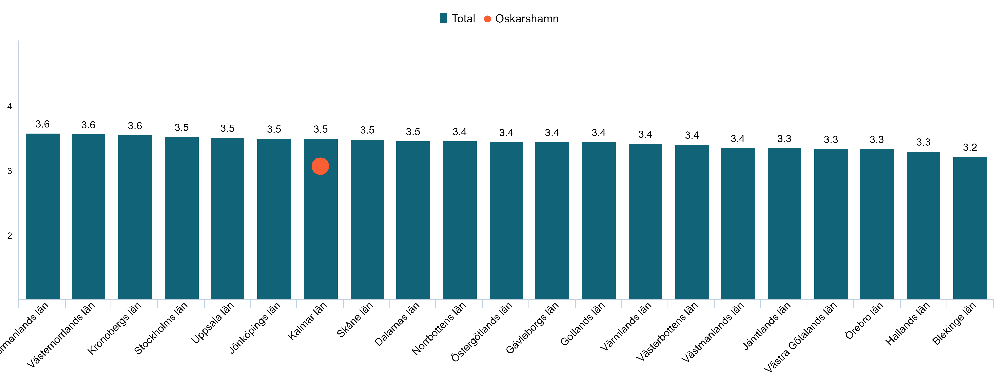 Total Oskarshamn
4
3
2
3.6 3.6 3.6 3.5 3.5 3.5 3.5 3.5 3.5 3.4 3.4 3.4 3.4 3.4 3.4 3.4 3.3 3.3 3.3 3.3 3.2
ermanlands län
Västernorrlands län
Kronobergs län
Stockholms län
Uppsala län
Jönköpings län
Kalmar län
Skåne län
Dalarnas län
Norrbottens län
Östergötlands län
Gävleborgs län
Gotlands län
Värmlands län
Västerbottens län
Västmanlands län
Jämtlands län
Västra Götalands län
Örebro län
Hallands län
Blekinge län